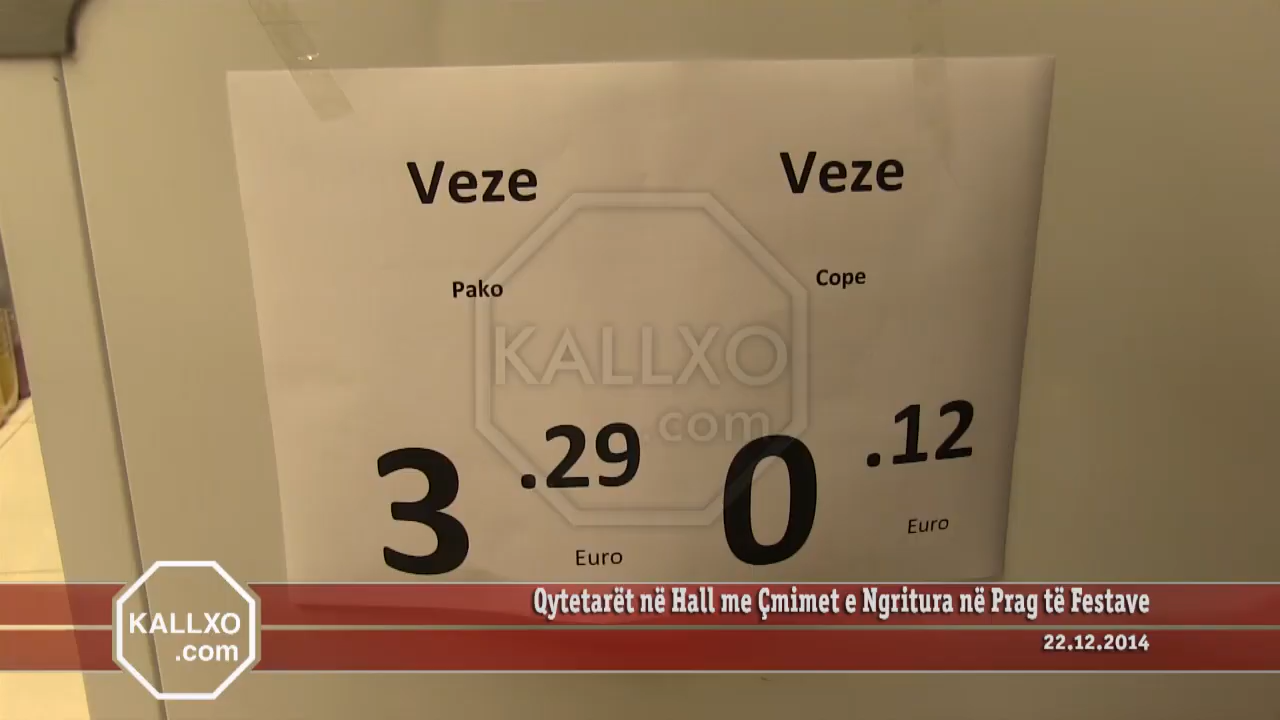 Veze Veze
Pako Cope
3 .29 0 .12
Euro Euro
KALLXO
.com
Qytetarët në Hall me Çmimet e Ngritura në Prag të Festave
22.12.2014
KALLXO
.com